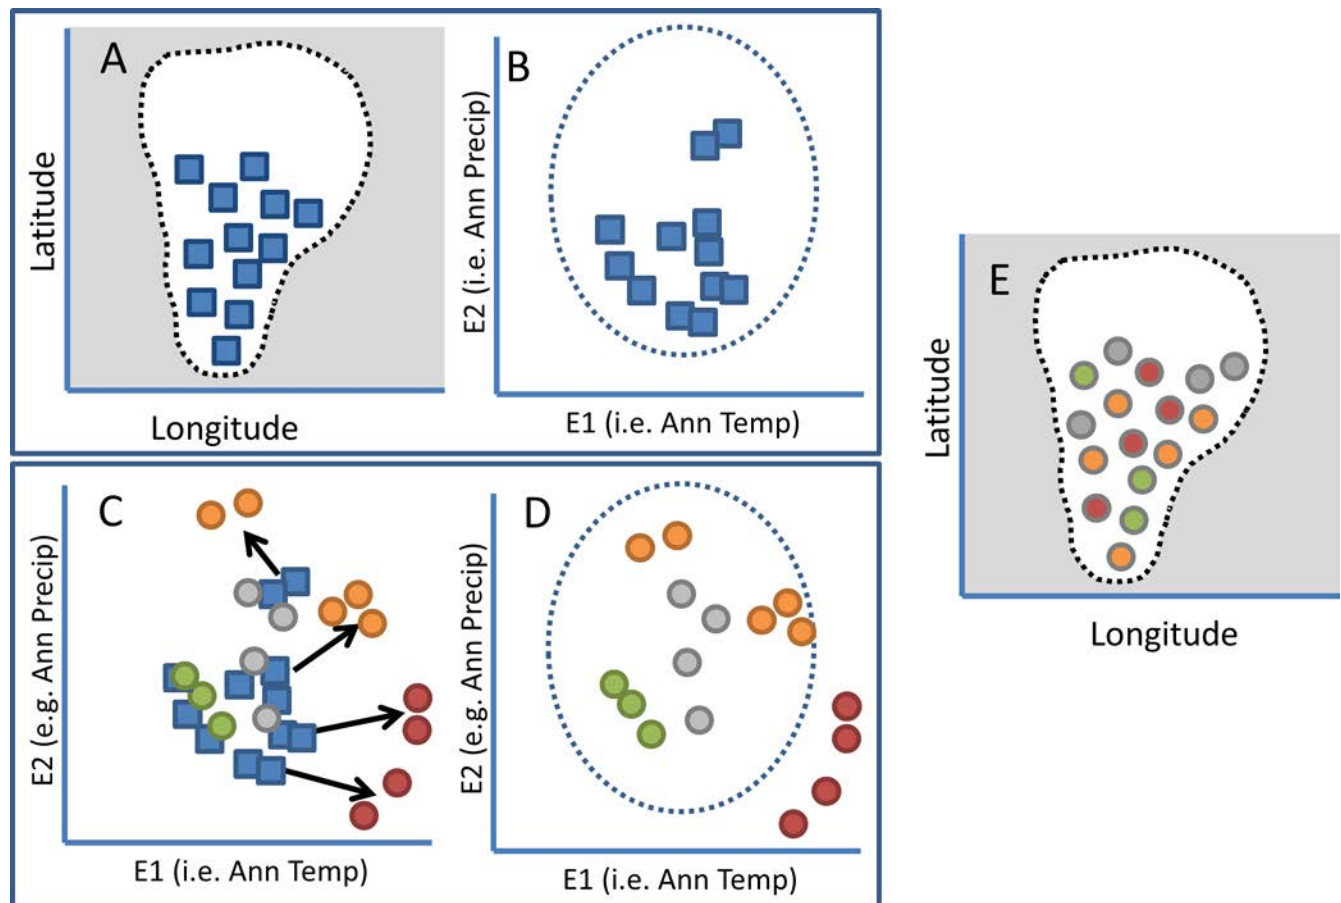 A
Latitude
Longitude
B
E2 (i.e. Ann Precip)
E1 (i.e. Ann Temp)
C
E2 (e.g. Ann Precip)
E1 (i.e. Ann Temp)
D
E2 (e.g. Ann Precip)
E1 (i.e. Ann Temp)
E
Latitude
Longitude